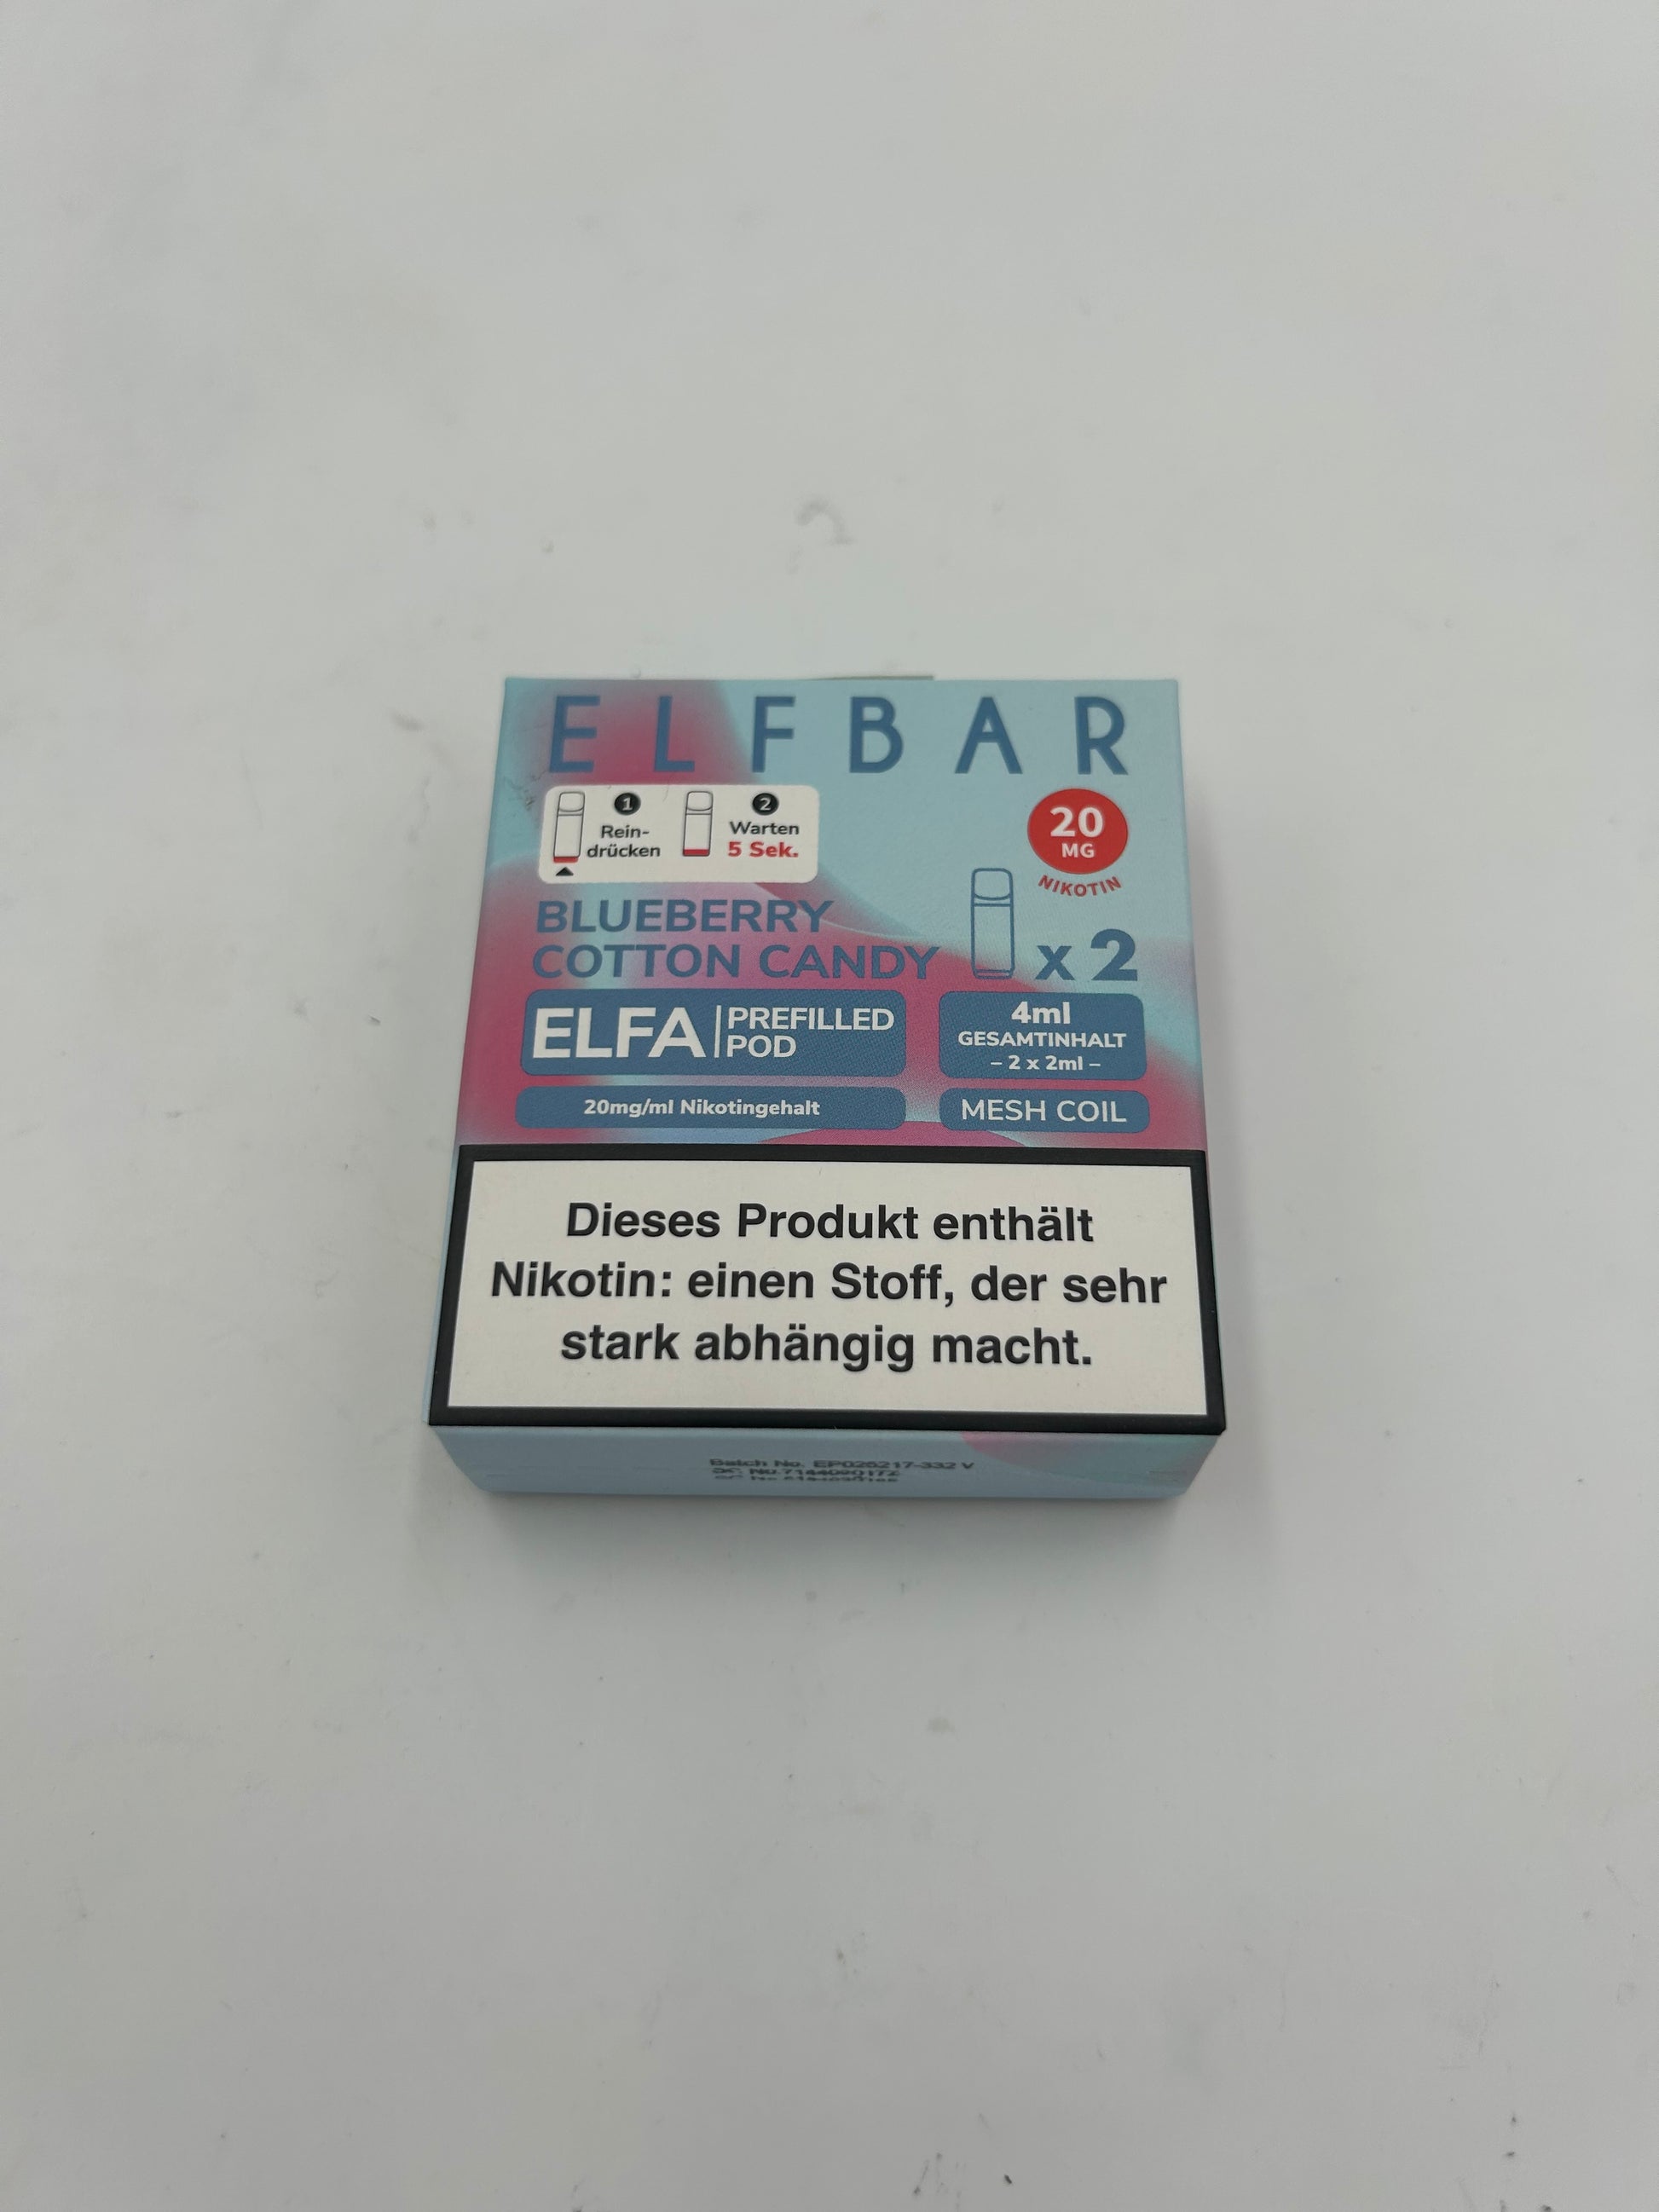 ELFBAR
1
Rein-
drücken
2
Warten
5 Sek.
20
MG
NIKOTIN
BLUEBERRY
COTTON CANDY
x 2
ELFA
PREFILLED
POD
4ml
GESAMTINHALT
– 2 x 2ml –
20mg/ml Nikotingehalt
MESH COIL
Dieses Produkt enthält
Nikotin: einen Stoff, der sehr
stark abhängig macht.
Batch No.